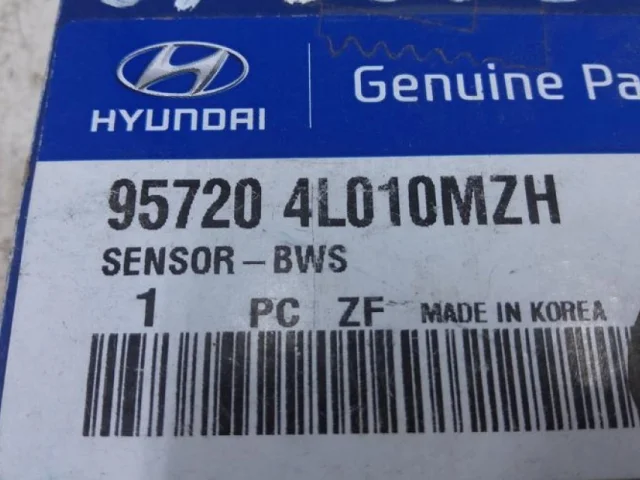 HYUNDAI
Genuine Pa
95720 4L010MZH
SENSOR-BWS
1 PC ZF MADE IN KOREA